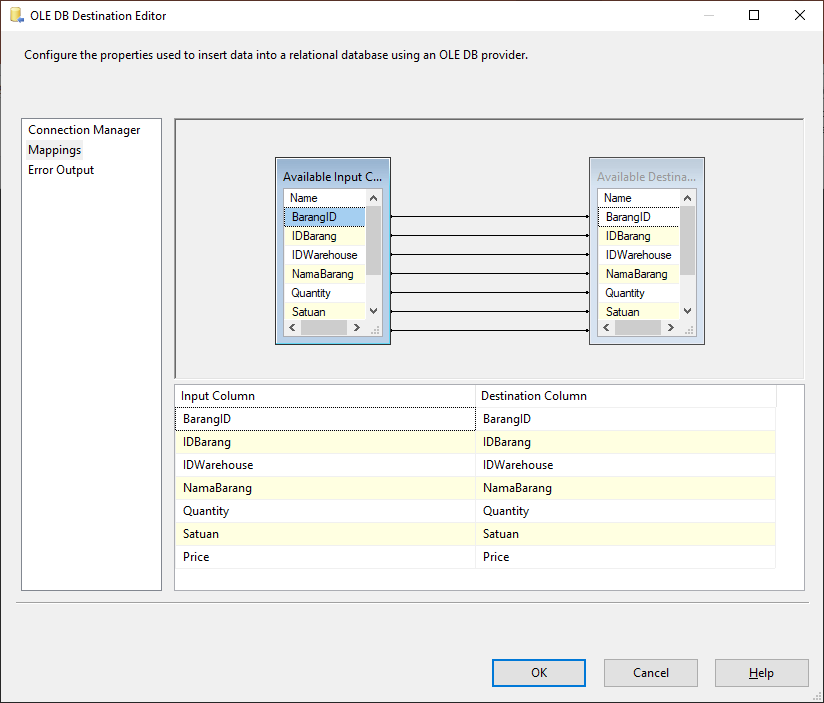 OLE DB Destination Editor
Configure the properties used to insert data into a relational database using an OLE DB provider.
Connection Manager
Mappings
Error Output
Available Input C...
Name
BarangID
IDBarang
IDWarehouse
NamaBarang
Quantity
Satuan
Available Destina...
Name
BarangID
IDBarang
IDWarehouse
NamaBarang
Quantity
Satuan
Input Column Destination Column
BarangID BarangID
IDBarang IDBarang
IDWarehouse IDWarehouse
NamaBarang NamaBarang
Quantity Quantity
Satuan Satuan
Price Price
OK Cancel Help